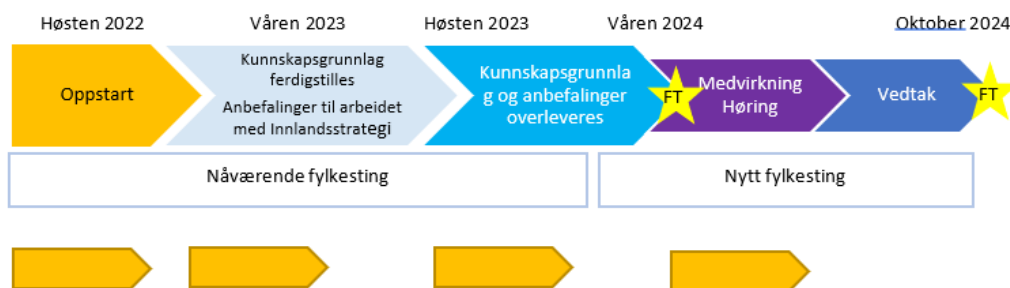 Høsten 2022
Våren 2023
Høsten 2023
Våren 2024
Oktober 2024
Oppstart
Kunnskapsgrunnlag
ferdigstilles
Anbefalinger til arbeidet
med Innlandsstrategi
Kunnskapsgrunnla
g og anbefalinger
overleveres
FT
Medvirkning
Høring
Vedtak
FT
Nåværende fylkesting
Nytt fylkesting